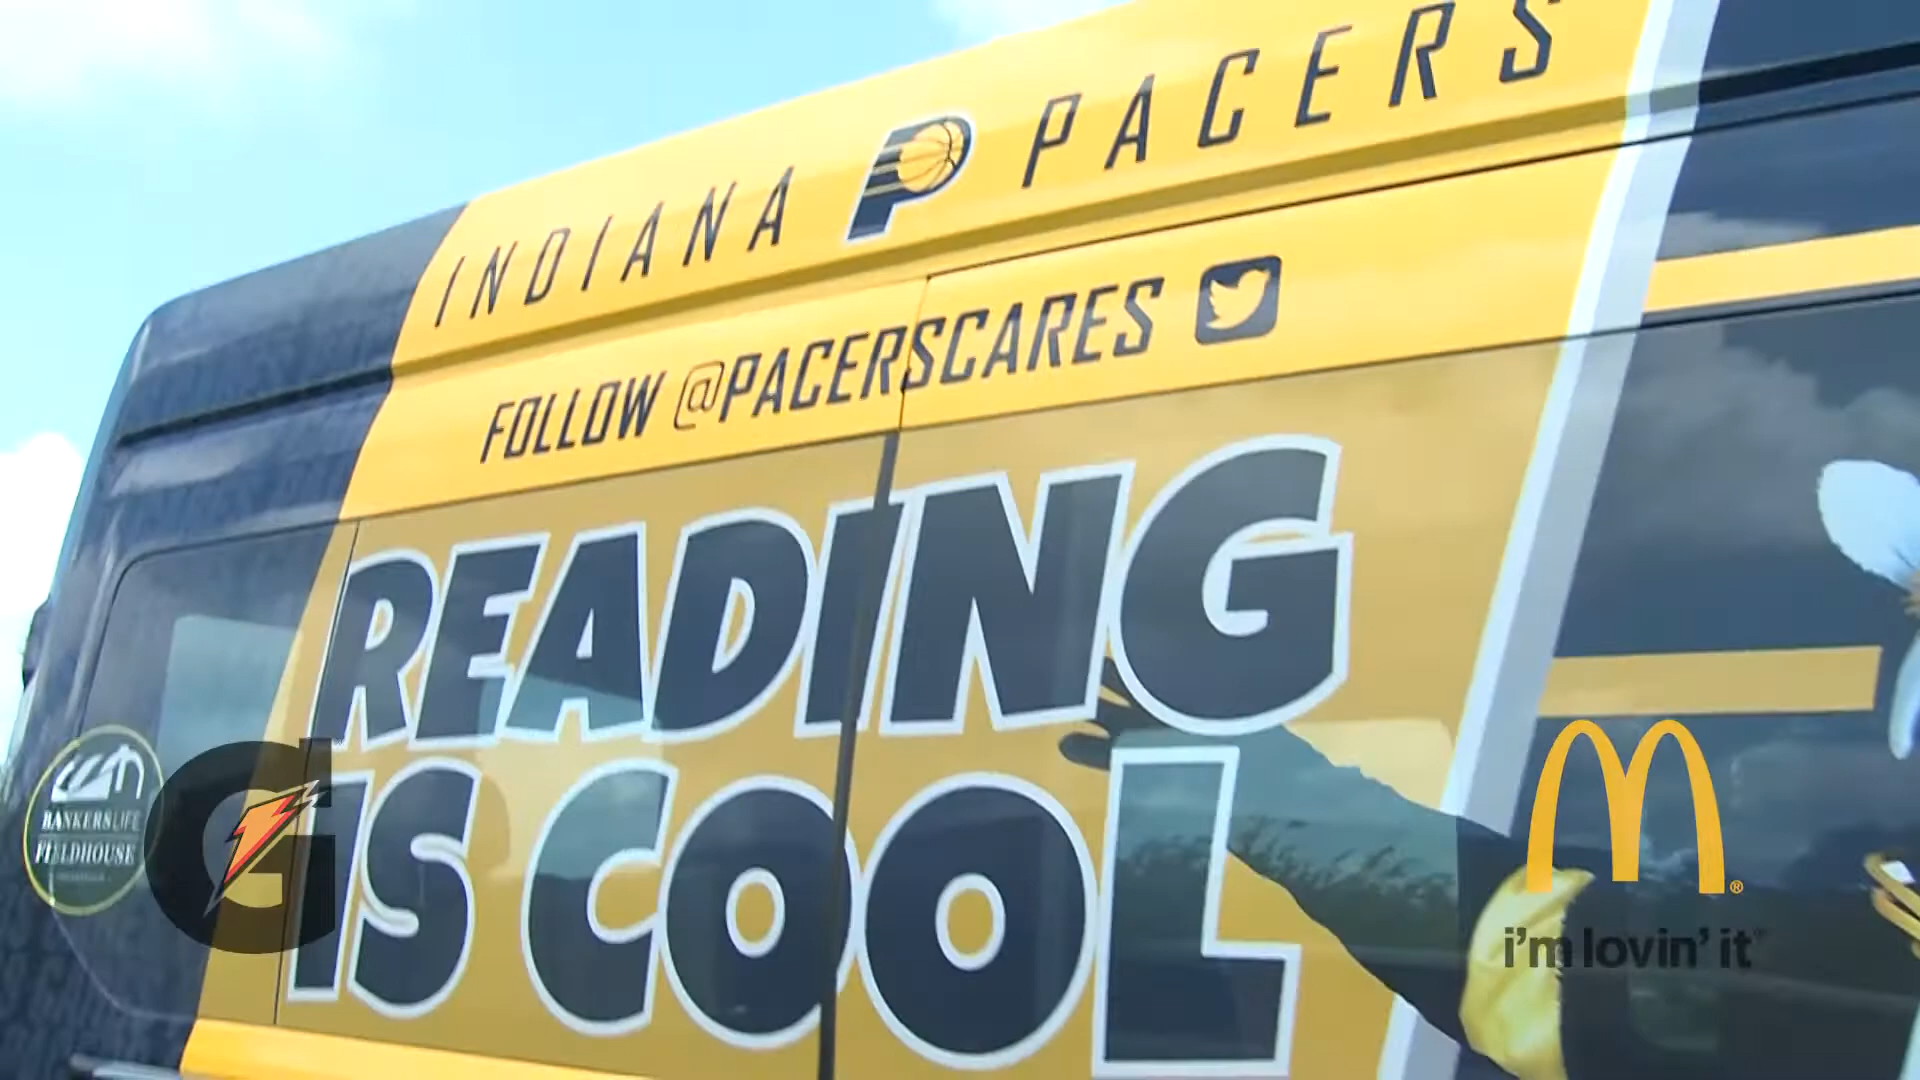 INDIANA P PACERS
FOLLOW @PACERSCARES
READING
IS COOL
BANKERS LIFE
FIELDHOUSE
G
M
i'm lovin' it